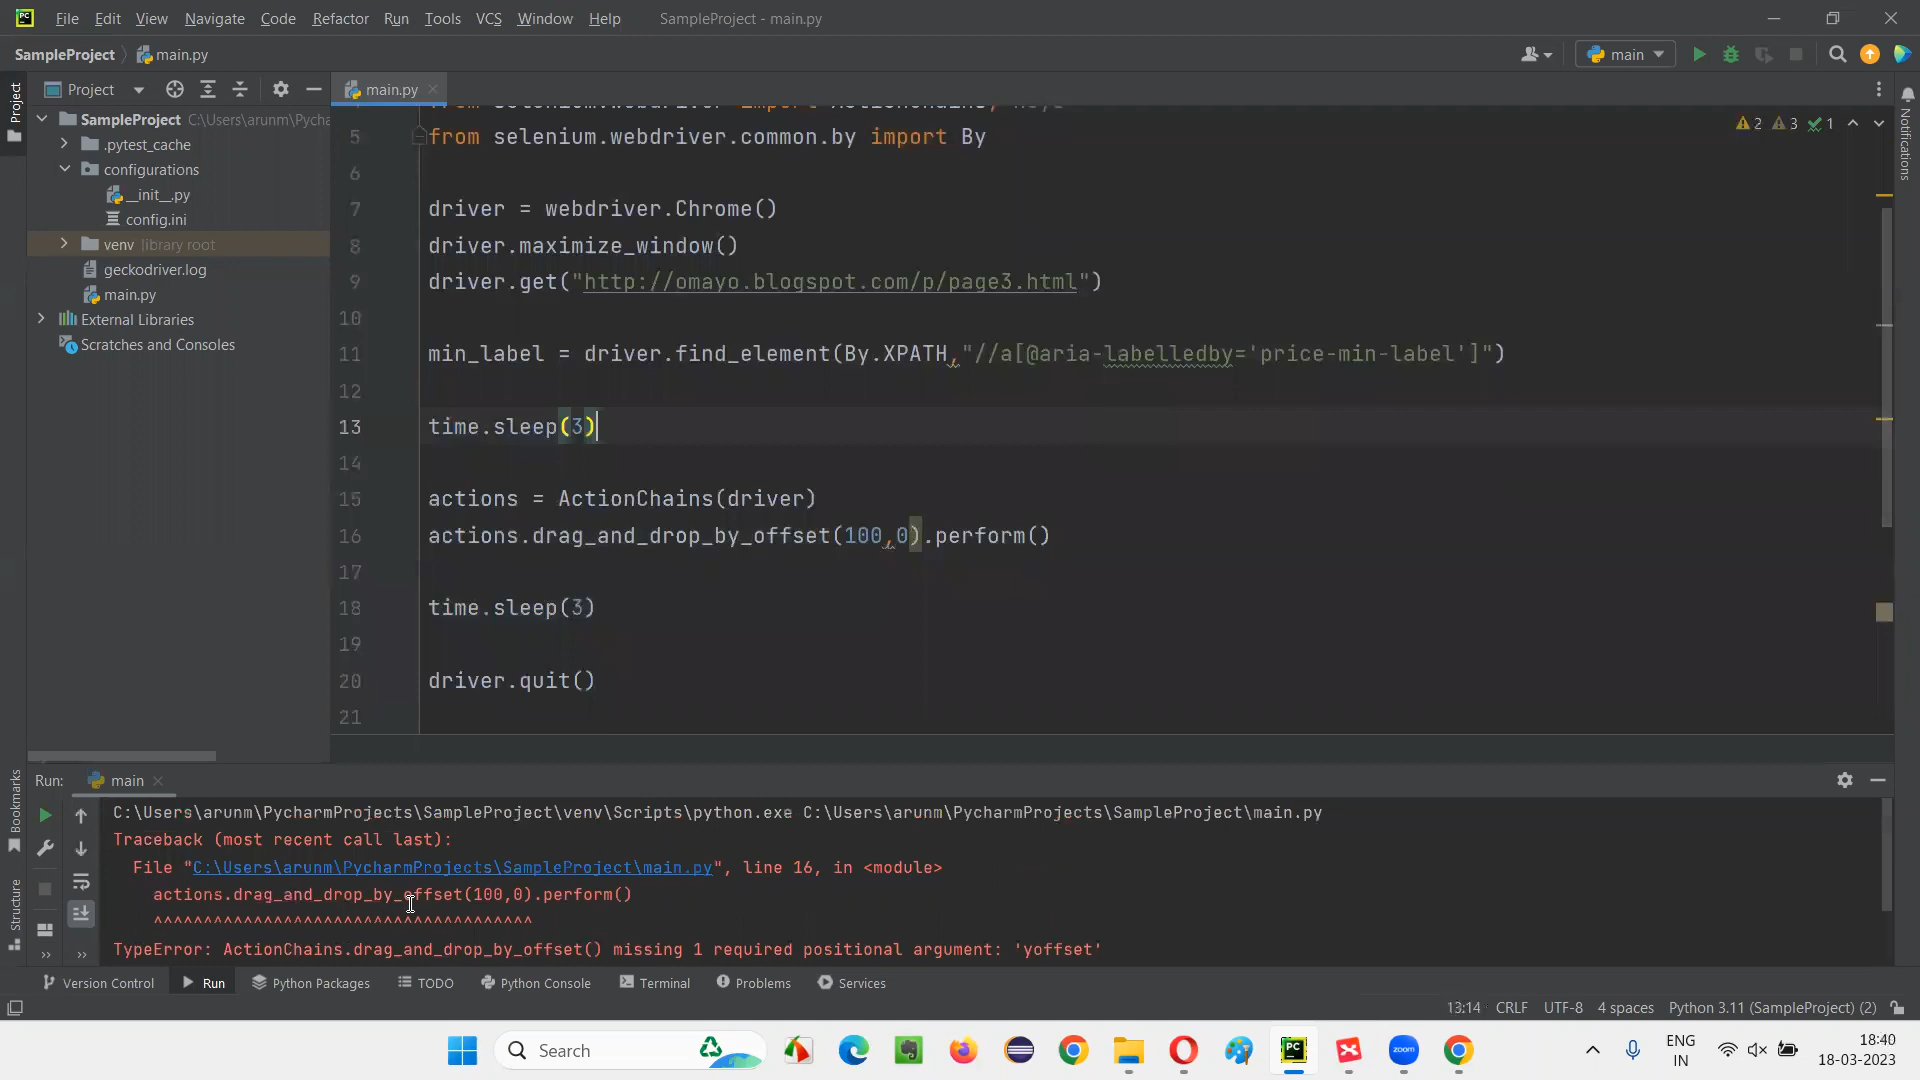 File Edit View Navigate Code Refactor Run Tools VCS Window Help SampleProject - main.py
SampleProject main.py main
Project main.py
SampleProject C:\Users\arunm\Pycha
.pytest_cache
configurations
__init__.py
config.ini
venv library root
geckodriver.log
main.py
External Libraries
Scratches and Consoles
Project
Bookmarks
Structure
Notifications
2 3 1
5 from selenium.webdriver.common.by import By
6
7 driver = webdriver.Chrome()
8 driver.maximize_window()
9 driver.get("http://omayo.blogspot.com/p/page3.html")
10
11 min_label = driver.find_element(By.XPATH,"//a[@aria-labelledby='price-min-label']")
12
13 time.sleep(3)
14
15 actions = ActionChains(driver)
16 actions.drag_and_drop_by_offset(100,0).perform()
17
18 time.sleep(3)
19
20 driver.quit()
21
Run: main
C:\Users\arunm\PycharmProjects\SampleProject\venv\Scripts\python.exe C:\Users\arunm\PycharmProjects\SampleProject\main.py
Traceback (most recent call last):
File "C:\Users\arunm\PycharmProjects\SampleProject\main.py", line 16, in <module>
actions.drag_and_drop_by_offset(100,0).perform()
^^^^^^^^^^^^^^^^^^^^^^^^^^^^^^^^^^^^^^
TypeError: ActionChains.drag_and_drop_by_offset() missing 1 required positional argument: 'yoffset'
Version Control Run Python Packages TODO Python Console Terminal Problems Services
13:14 CRLF UTF-8 4 spaces Python 3.11 (SampleProject) (2)
Search zoom ENG 18:40
IN 18-03-2023